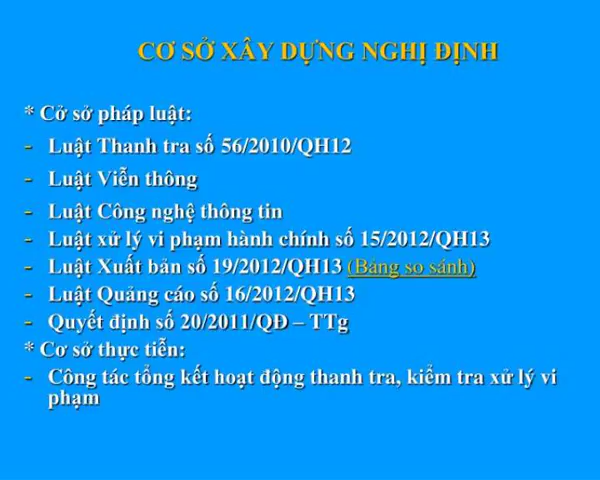 CƠ SỞ XÂY DỰNG NGHỊ ĐỊNH
* Cở sở pháp luật:
- Luật Thanh tra số 56/2010/QH12
- Luật Viễn thông
- Luật Công nghệ thông tin
- Luật xử lý vi phạm hành chính số 15/2012/QH13
- Luật Xuất bản số 19/2012/QH13 (Bảng so sánh)
- Luật Quảng cáo số 16/2012/QH13
- Quyết định số 20/2011/QĐ – TTg
* Cơ sở thực tiễn:
- Công tác tổng kết hoạt động thanh tra, kiểm tra xử lý vi
phạm